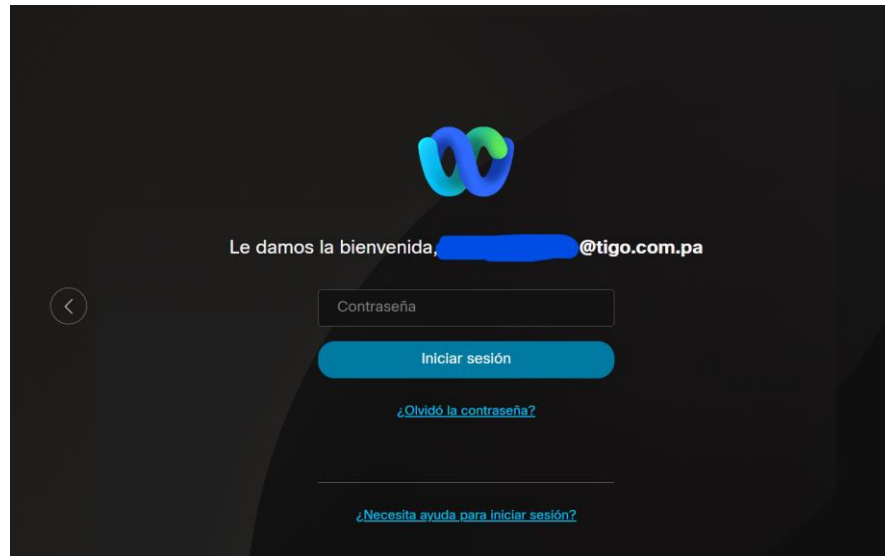 Le damos la bienvenida, @tigo.com.pa
Contraseña
Iniciar sesión
¿Olvidó la contraseña?
¿Necesita ayuda para iniciar sesión?